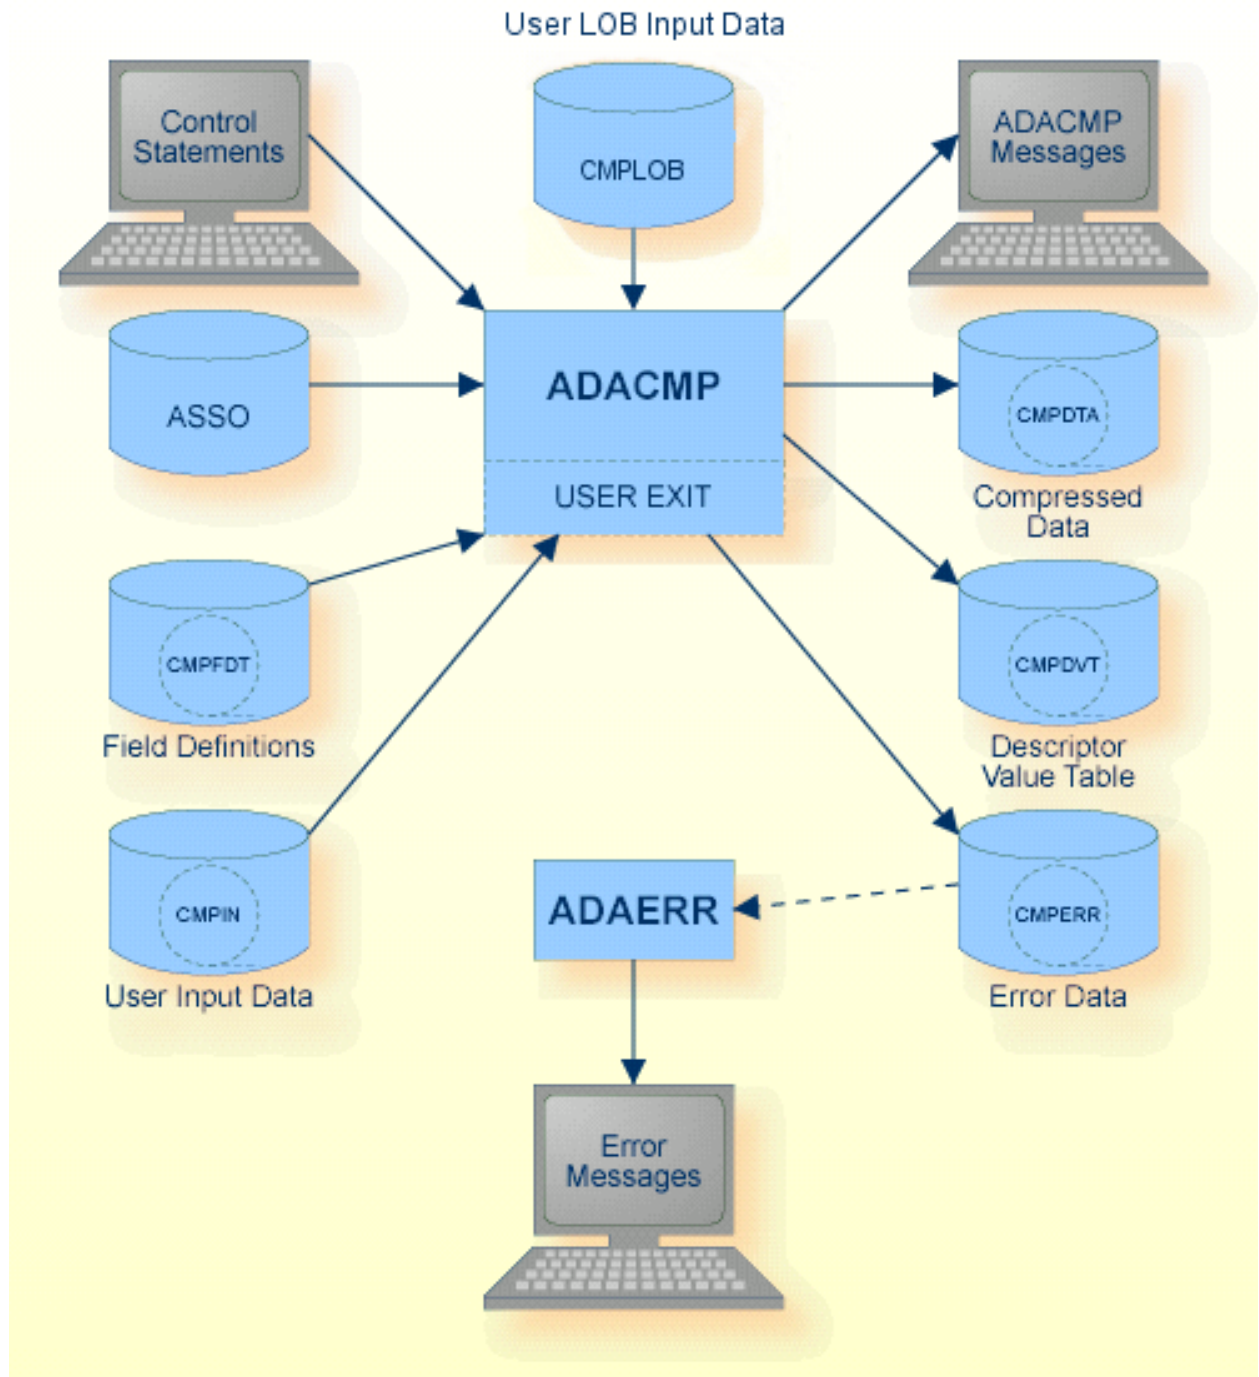 User LOB Input Data
Control
Statements
CMPLOB
ADACMP
Messages
ASSO
ADACMP
USER EXIT
CMPDTA
Compressed
Data
CMPFDT
Field Definitions
CMPDVT
Descriptor
Value Table
CMPIN
User Input Data
ADAERR
CMPERR
Error Data
Error
Messages